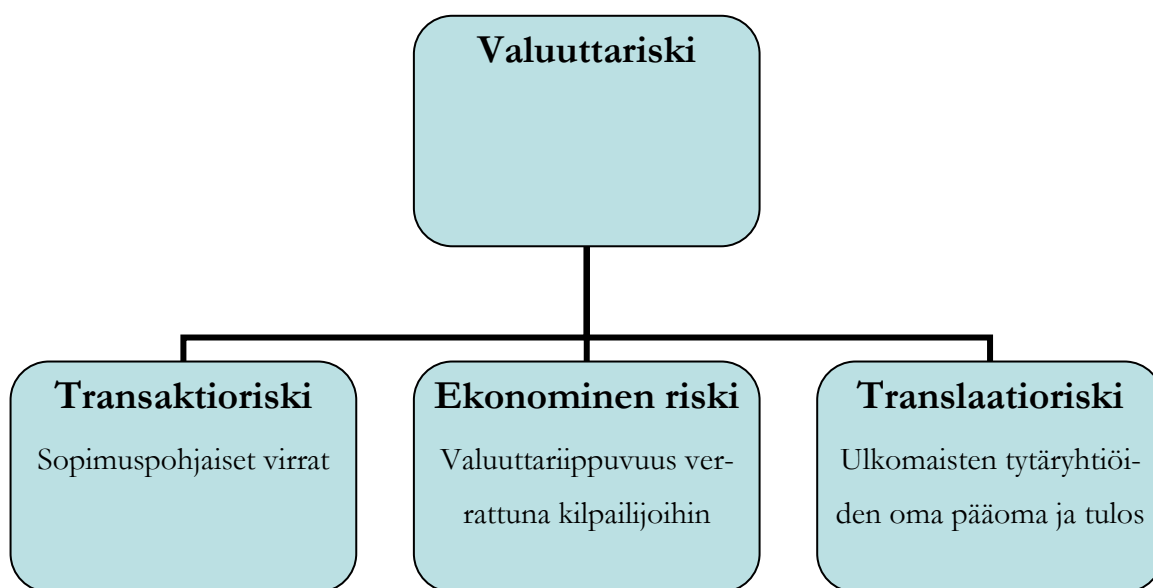 Valuuttariski
Transaktioriski
Sopimuspohjaiset virrat
Ekonominen riski
Valuuttariippuvuus ver-
rattuna kilpailijoihin
Translaatioriski
Ulkomaisten tytäryhtiöi-
den oma pääoma ja tulos